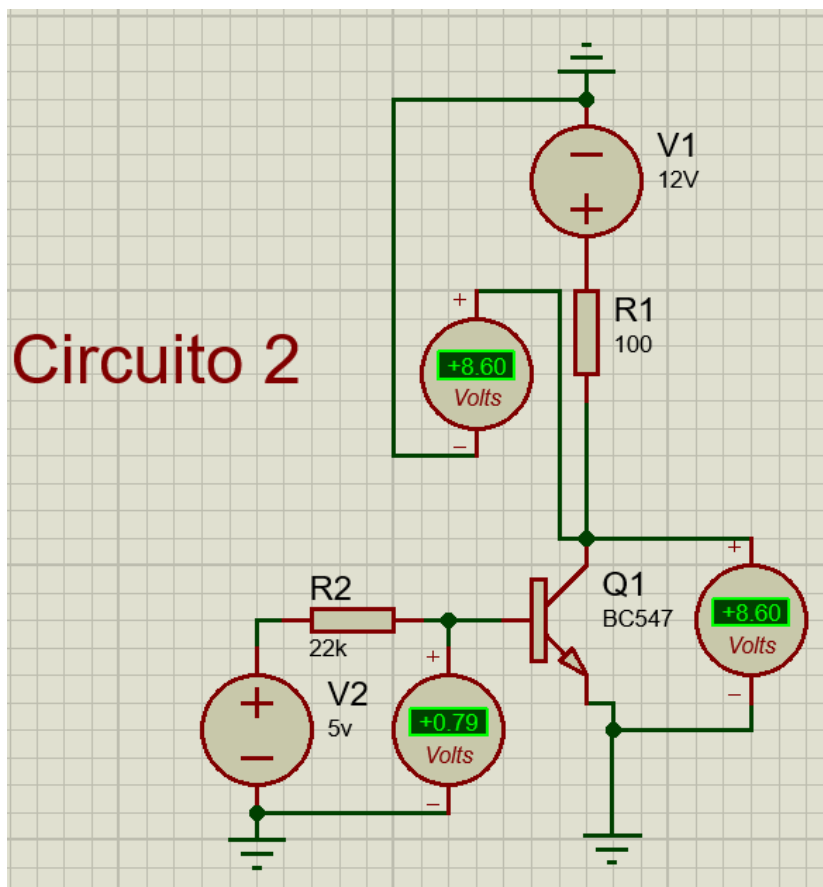 V1
12V
R1
100
+
+8.60
Volts
Circuito 2
+
Q1
BC547
+8.60
Volts
R2
22k
+
V2
5v
+0.79
Volts